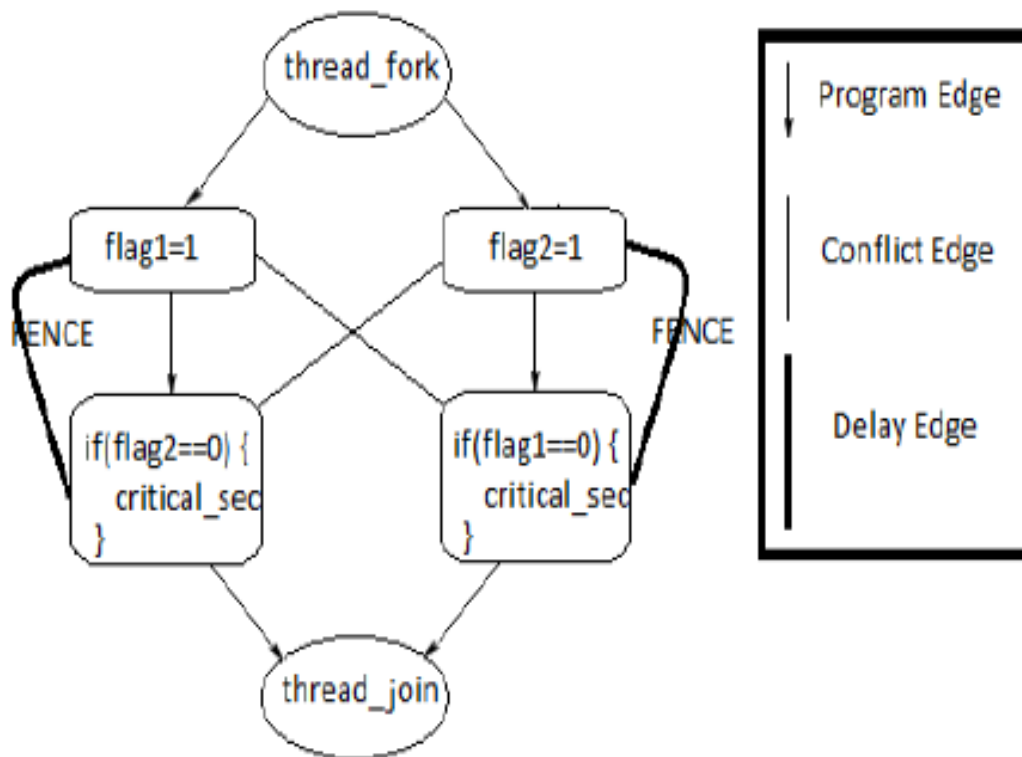 thread_fork
flag1=1
flag2=1
FENCE
FENCE
if(flag2==0) {
critical_sec
}
if(flag1==0) {
critical_sec
}
thread_join
Program Edge
Conflict Edge
Delay Edge